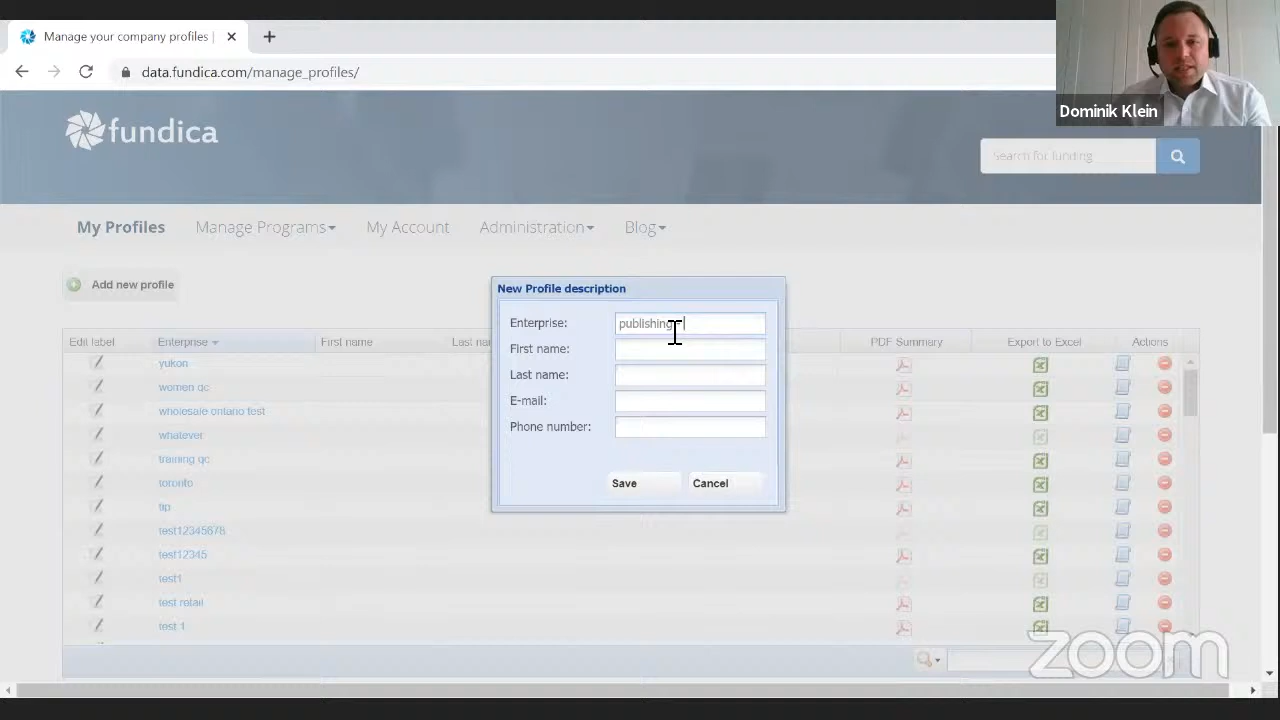 Manage your company profiles |
data.fundica.com/manage_profiles/
Dominik Klein
fundica
Search for funding
My Profiles Manage Programs My Account Administration Blog
Add new profile
New Profile description
Enterprise: publishing
First name:
Last name:
E-mail:
Phone number:
Save Cancel
Edit label Enterprise First name Last PDF Summary Export to Excel Actions
yukon
women qc
wholesale ontario test
whatever
training qc
toronto
tip
test12345678
test12345
test1
test retail
test 1
zoom